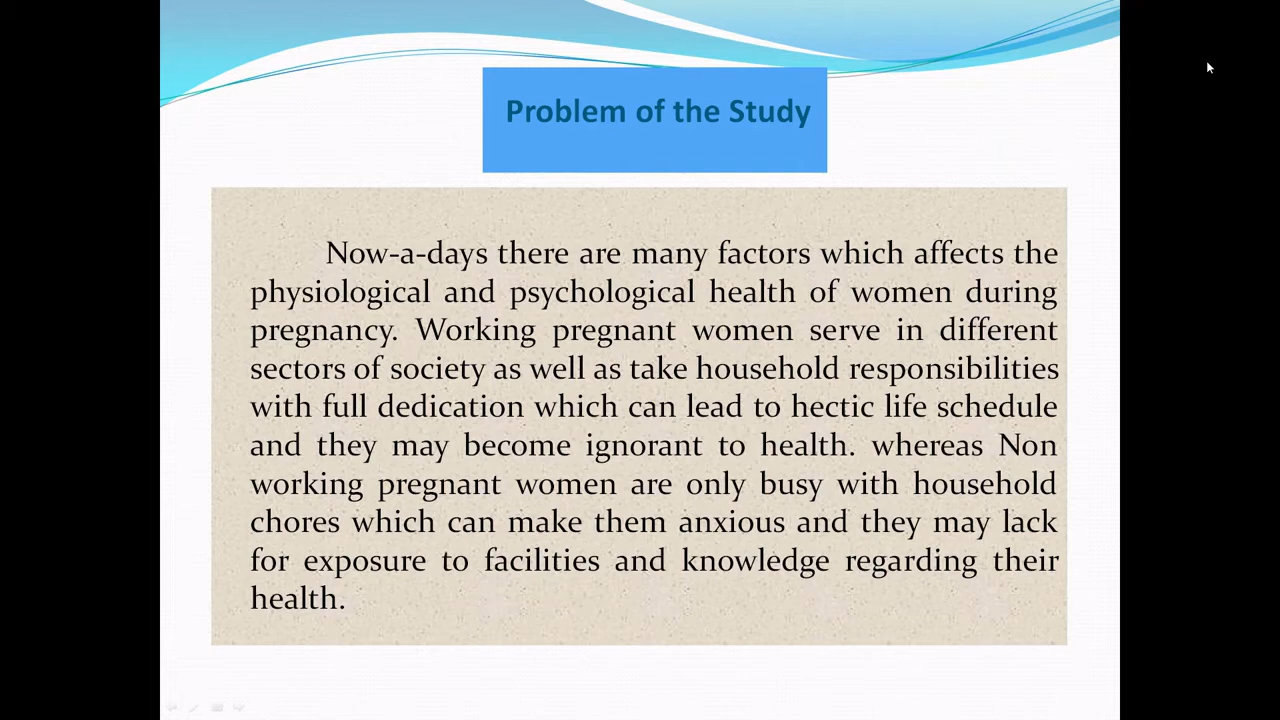 Problem of the Study
Now-a-days there are many factors which affects the
physiological and psychological health of women during
pregnancy. Working pregnant women serve in different
sectors of society as well as take household responsibilities
with full dedication which can lead to hectic life schedule
and they may become ignorant to health. whereas Non
working pregnant women are only busy with household
chores which can make them anxious and they may lack
for exposure to facilities and knowledge regarding their
health.